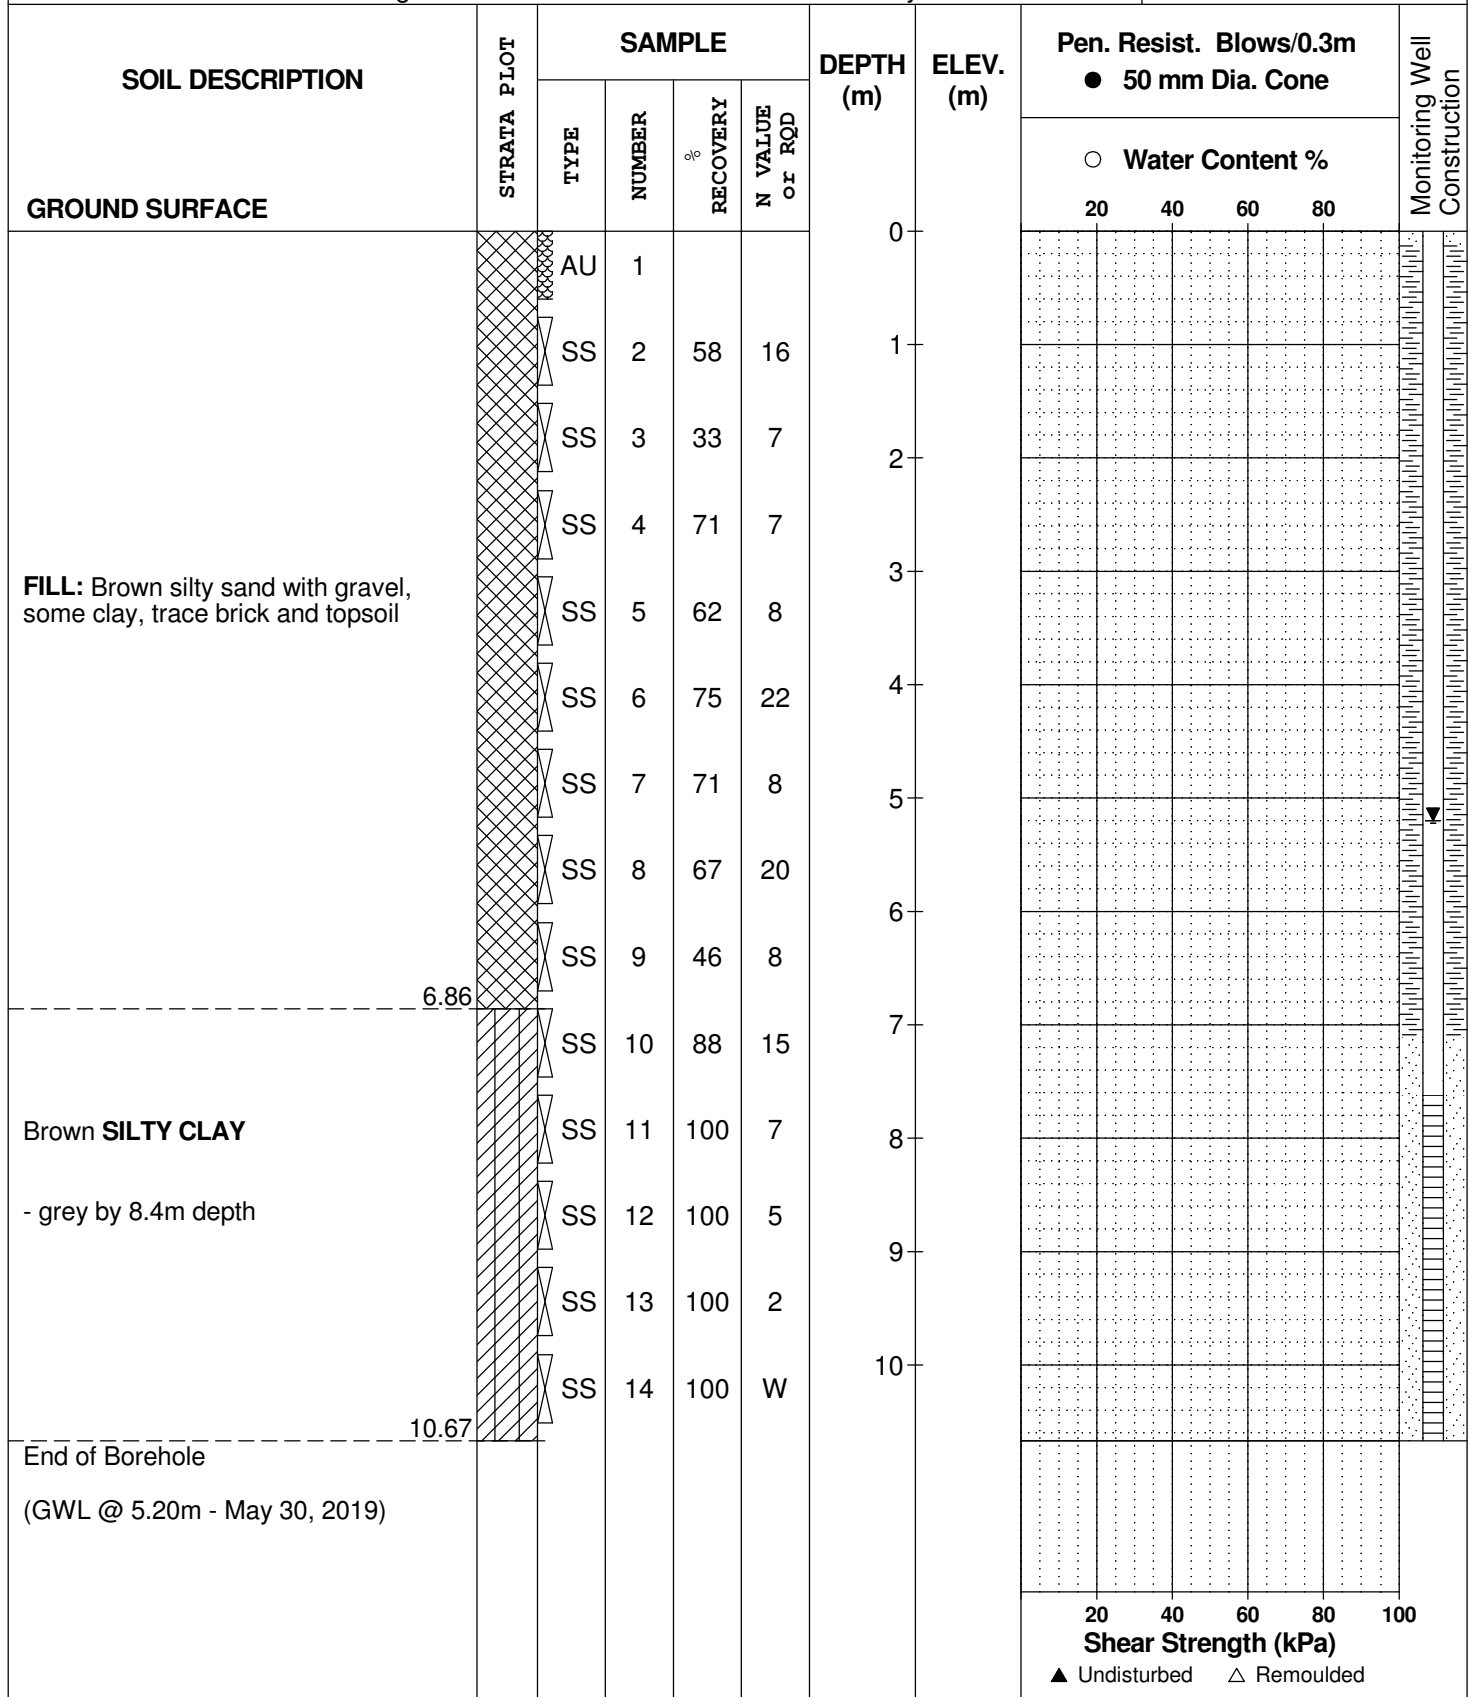 SOIL DESCRIPTION
GROUND SURFACE
STRATA PLOT
SAMPLE
TYPE
NUMBER
%
RECOVERY
N VALUE
or RQD
DEPTH
(m)
ELEV.
(m)
Pen. Resist. Blows/0.3m
● 50 mm Dia. Cone
○ Water Content %
20 40 60 80
Monitoring Well
Construction
0
AU 1
1
SS 2 58 16
SS 3 33 7
2
SS 4 71 7
3
FILL: Brown silty sand with gravel,
some clay, trace brick and topsoil
SS 5 62 8
4
SS 6 75 22
SS 7 71 8
5
SS 8 67 20
6
SS 9 46 8
6.86
7
SS 10 88 15
Brown SILTY CLAY
SS 11 100 7
8
- grey by 8.4m depth
SS 12 100 5
9
SS 13 100 2
10
SS 14 100 W
10.67
End of Borehole
(GWL @ 5.20m - May 30, 2019)
20 40 60 80 100
Shear Strength (kPa)
▲ Undisturbed △ Remoulded